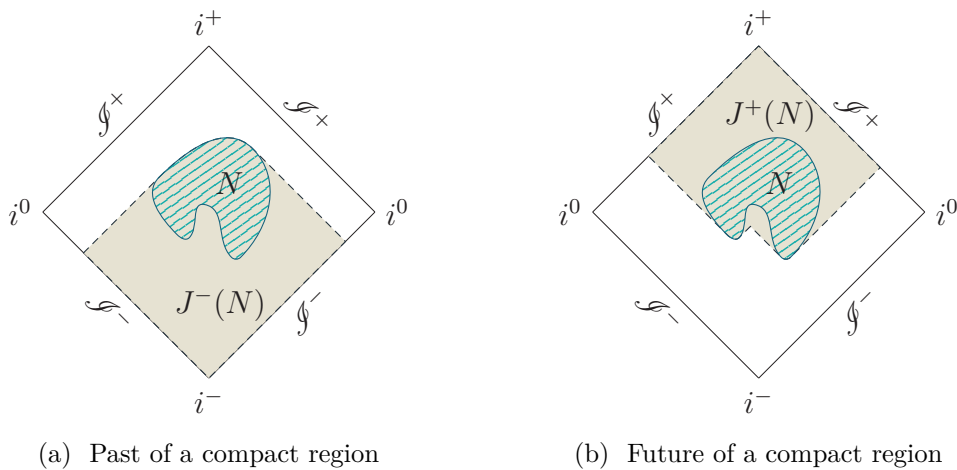 i⁺
i⁺
𝓘×
𝓘×
𝓘×
J⁺(N)
𝓘×
N
N
i⁰
i⁰
i⁰
i⁰
J⁻(N)
𝓘−
𝓘−
𝓘−
𝓘−
i⁻
i⁻
(a) Past of a compact region
(b) Future of a compact region